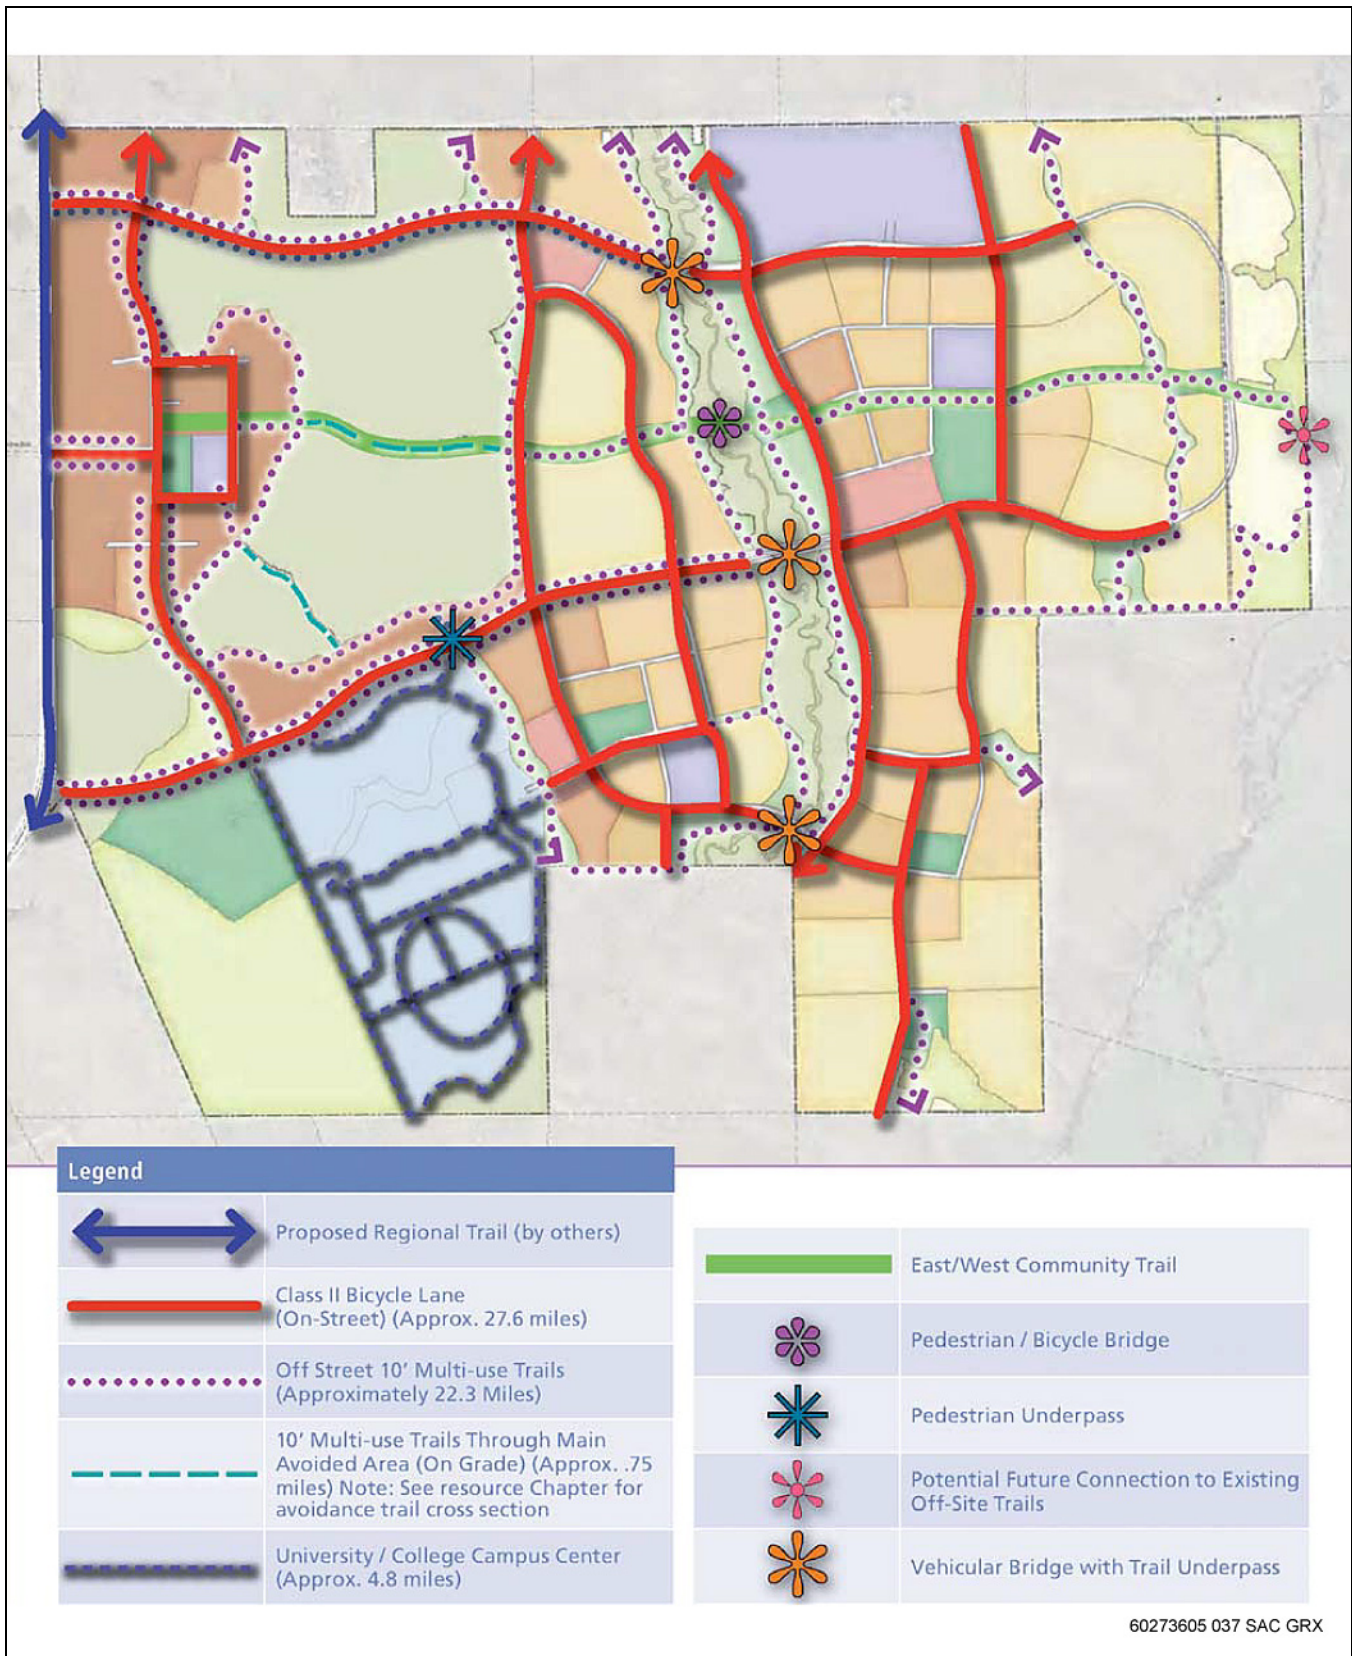 Legend
Proposed Regional Trail (by others)
Class II Bicycle Lane
(On-Street) (Approx. 27.6 miles)
Off Street 10' Multi-use Trails
(Approximately 22.3 Miles)
10' Multi-use Trails Through Main
Avoided Area (On Grade) (Approx. .75
miles) Note: See resource Chapter for
avoidance trail cross section
University / College Campus Center
(Approx. 4.8 miles)
East/West Community Trail
Pedestrian / Bicycle Bridge
Pedestrian Underpass
Potential Future Connection to Existing
Off-Site Trails
Vehicular Bridge with Trail Underpass
60273605 037 SAC GRX